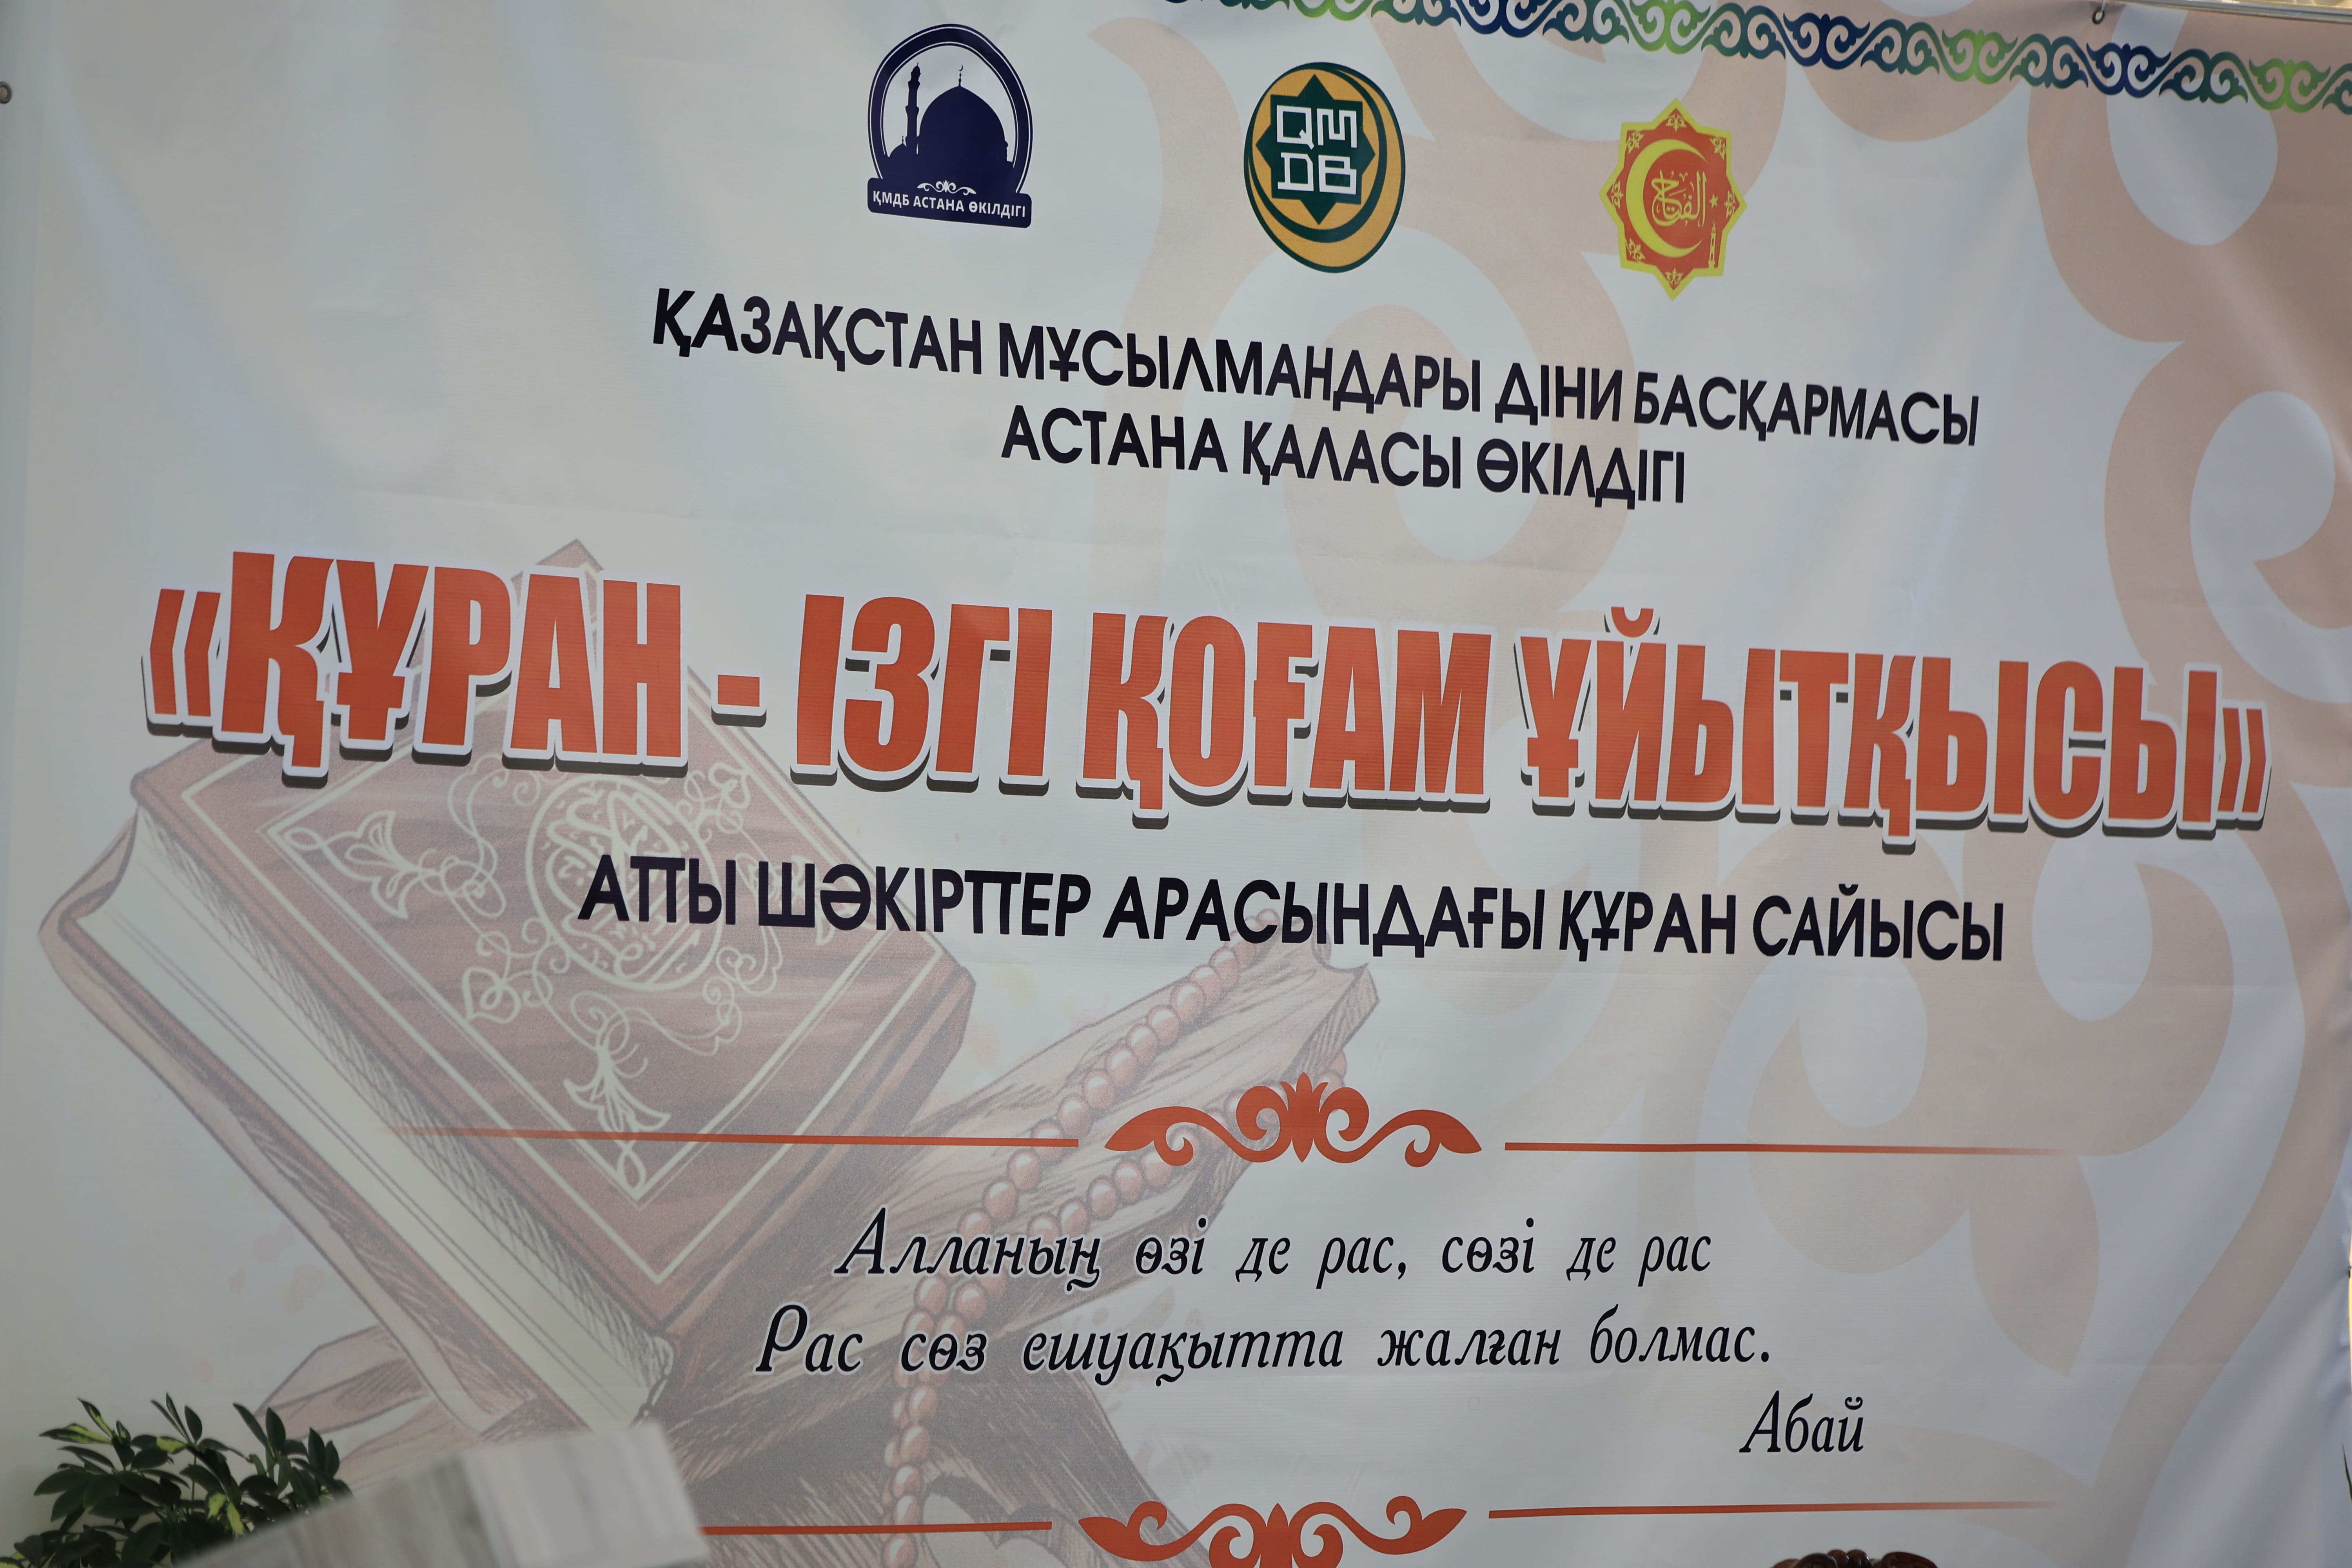 ҚМДБ АСТАНА ӨКІЛДІГІ
QM
DB
الفتاح
ҚАЗАҚСТАН МҰСЫЛМАНДАРЫ ДІНИ БАСҚАРМАСЫ
АСТАНА ҚАЛАСЫ ӨКІЛДІГІ
«ҚҰРАН - ІЗГІ ҚОҒАМ ҰЙЫТҚЫСЫ»
АТТЫ ШӘКІРТТЕР АРАСЫНДАҒЫ ҚҰРАН САЙЫСЫ
Алланың өзі де рас, сөзі де рас
Рас сөз ешуақытта жалған болмас.
Абай